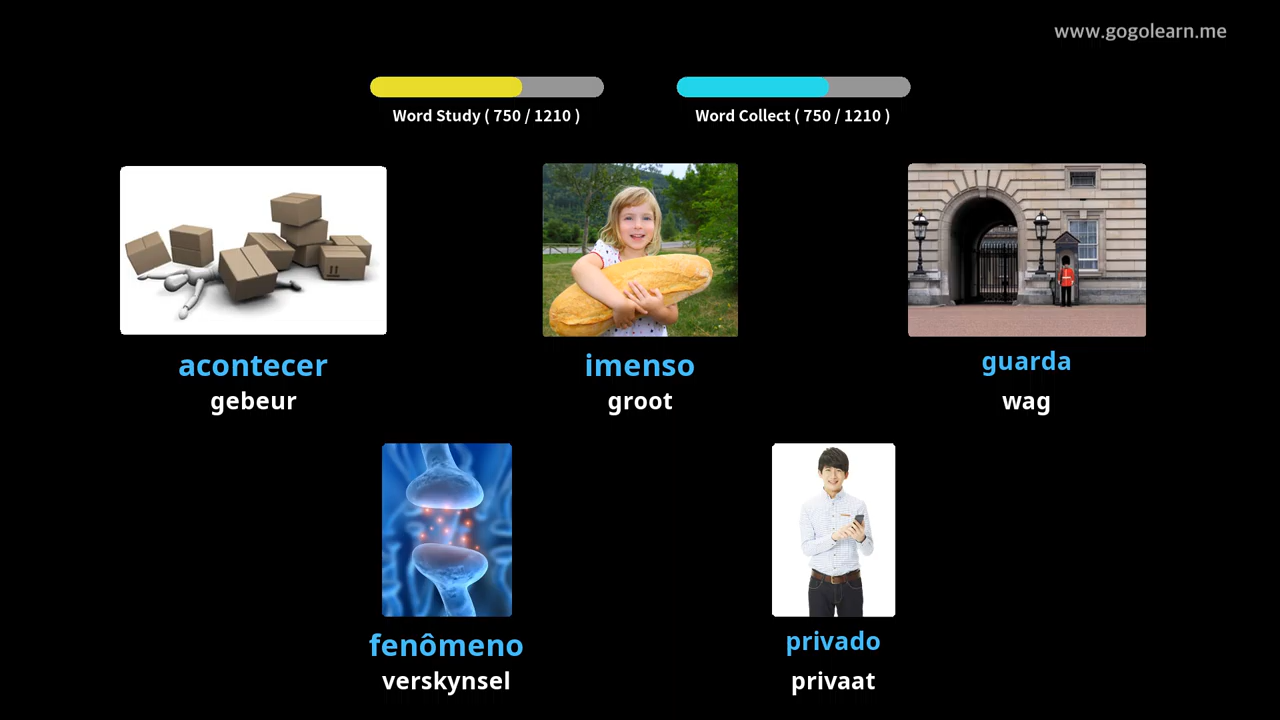 www.gogolearn.me
Word Study ( 750 / 1210 )
Word Collect ( 750 / 1210 )
acontecer
gebeur
imenso
groot
guarda
wag
fenômeno
verskynsel
privado
privaat